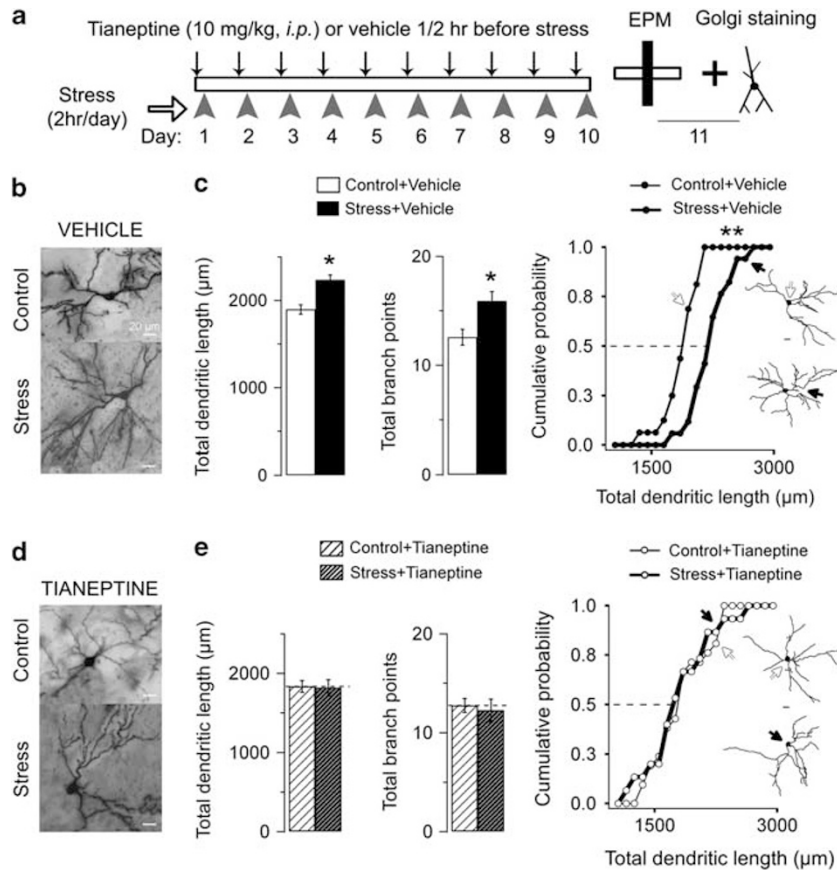 a
Tianeptine (10 mg/kg, i.p.) or vehicle 1/2 hr before stress
EPM
Golgi staining
Stress
(2hr/day)
Day: 1 2 3 4 5 6 7 8 9 10
11
b
VEHICLE
Control
20 µm
Stress
c
Control+Vehicle
Stress+Vehicle
Total dendritic length (µm)
2000
1000
0
*
Total branch points
20
10
0
*
Control+Vehicle
Stress+Vehicle
**
Cumulative probability
1.0
0.8
0.5
0.3
0.0
1500 3000
Total dendritic length (µm)
d
TIANEPTINE
Control
Stress
e
Control+Tianeptine
Stress+Tianeptine
Total dendritic length (µm)
2000
1000
0
Total branch points
20
10
0
Control+Tianeptine
Stress+Tianeptine
Cumulative probability
1.0
0.8
0.5
0.3
0.0
1500 3000
Total dendritic length (µm)